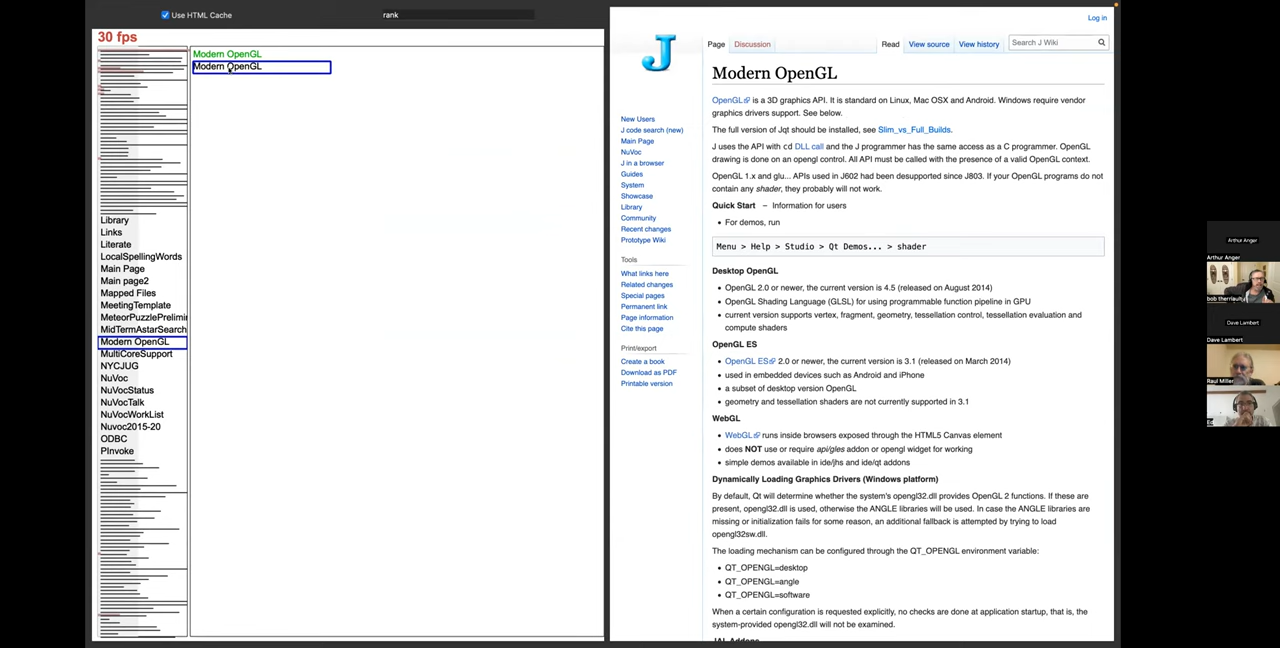 Use HTML Cache
rank
30 fps
Modern OpenGL
Modern OpenGL
Library
Links
Literate
LocalSpellingWords
Main Page
Main page2
Mapped Files
MeetingTemplate
MeteorPuzzlePrelimin
MidTermAstarSearch
Modern OpenGL
MultiCoreSupport
NYCJUG
NuVoc
NuVocStatus
NuVocTalk
NuVocWorkList
Nuvoc2015-20
ODBC
PInvoke
Log in
Page Discussion Read View source View history Search J Wiki
New Users
J code search (new)
Main Page
NuVoc
J in a browser
Guides
System
Showcase
Library
Community
Recent changes
Prototype Wiki
Tools
What links here
Related changes
Special pages
Permanent link
Page information
Cite this page
Print/export
Create a book
Download as PDF
Printable version
Modern OpenGL
OpenGL is a 3D graphics API. It is standard on Linux, Mac OSX and Android. Windows require vendor
graphics drivers support. See below.
The full version of Jqt should be installed, see Slim_vs_Full_Builds.
J uses the API with cd DLL call and the J programmer has the same access as a C programmer. OpenGL
drawing is done on an opengl control. All API must be called with the presence of a valid OpenGL context.
OpenGL 1.x and glu... APIs used in J602 had been desupported since J803. If your OpenGL programs do not
contain any shader, they probably will not work.
Quick Start – Information for users
• For demos, run
Menu > Help > Studio > Qt Demos... > shader
Desktop OpenGL
• OpenGL 2.0 or newer, the current version is 4.5 (released on August 2014)
• OpenGL Shading Language (GLSL) for using programmable function pipeline in GPU
• current version supports vertex, fragment, geometry, tessellation control, tessellation evaluation and
compute shaders
OpenGL ES
• OpenGL ES 2.0 or newer, the current version is 3.1 (released on March 2014)
• used in embedded devices such as Android and iPhone
• a subset of desktop version OpenGL
• geometry and tessellation shaders are not currently supported in 3.1
WebGL
• WebGL runs inside browsers exposed through the HTML5 Canvas element
• does NOT use or require api/gles addon or opengl widget for working
• simple demos available in ide/jhs and ide/qt addons
Dynamically Loading Graphics Drivers (Windows platform)
By default, Qt will determine whether the system's opengl32.dll provides OpenGL 2 functions. If these are
present, opengl32.dll is used, otherwise the ANGLE libraries will be used. In case the ANGLE libraries are
missing or initialization fails for some reason, an additional fallback is attempted by trying to load
opengl32sw.dll.
The loading mechanism can be configured through the QT_OPENGL environment variable:
• QT_OPENGL=desktop
• QT_OPENGL=angle
• QT_OPENGL=software
When a certain configuration is requested explicitly, no checks are done at application startup, that is, the
system-provided opengl32.dll will not be examined.
Arthur Anger
Arthur Anger
bob therriault
Dave Lambert
Dave Lambert
Raul Miller